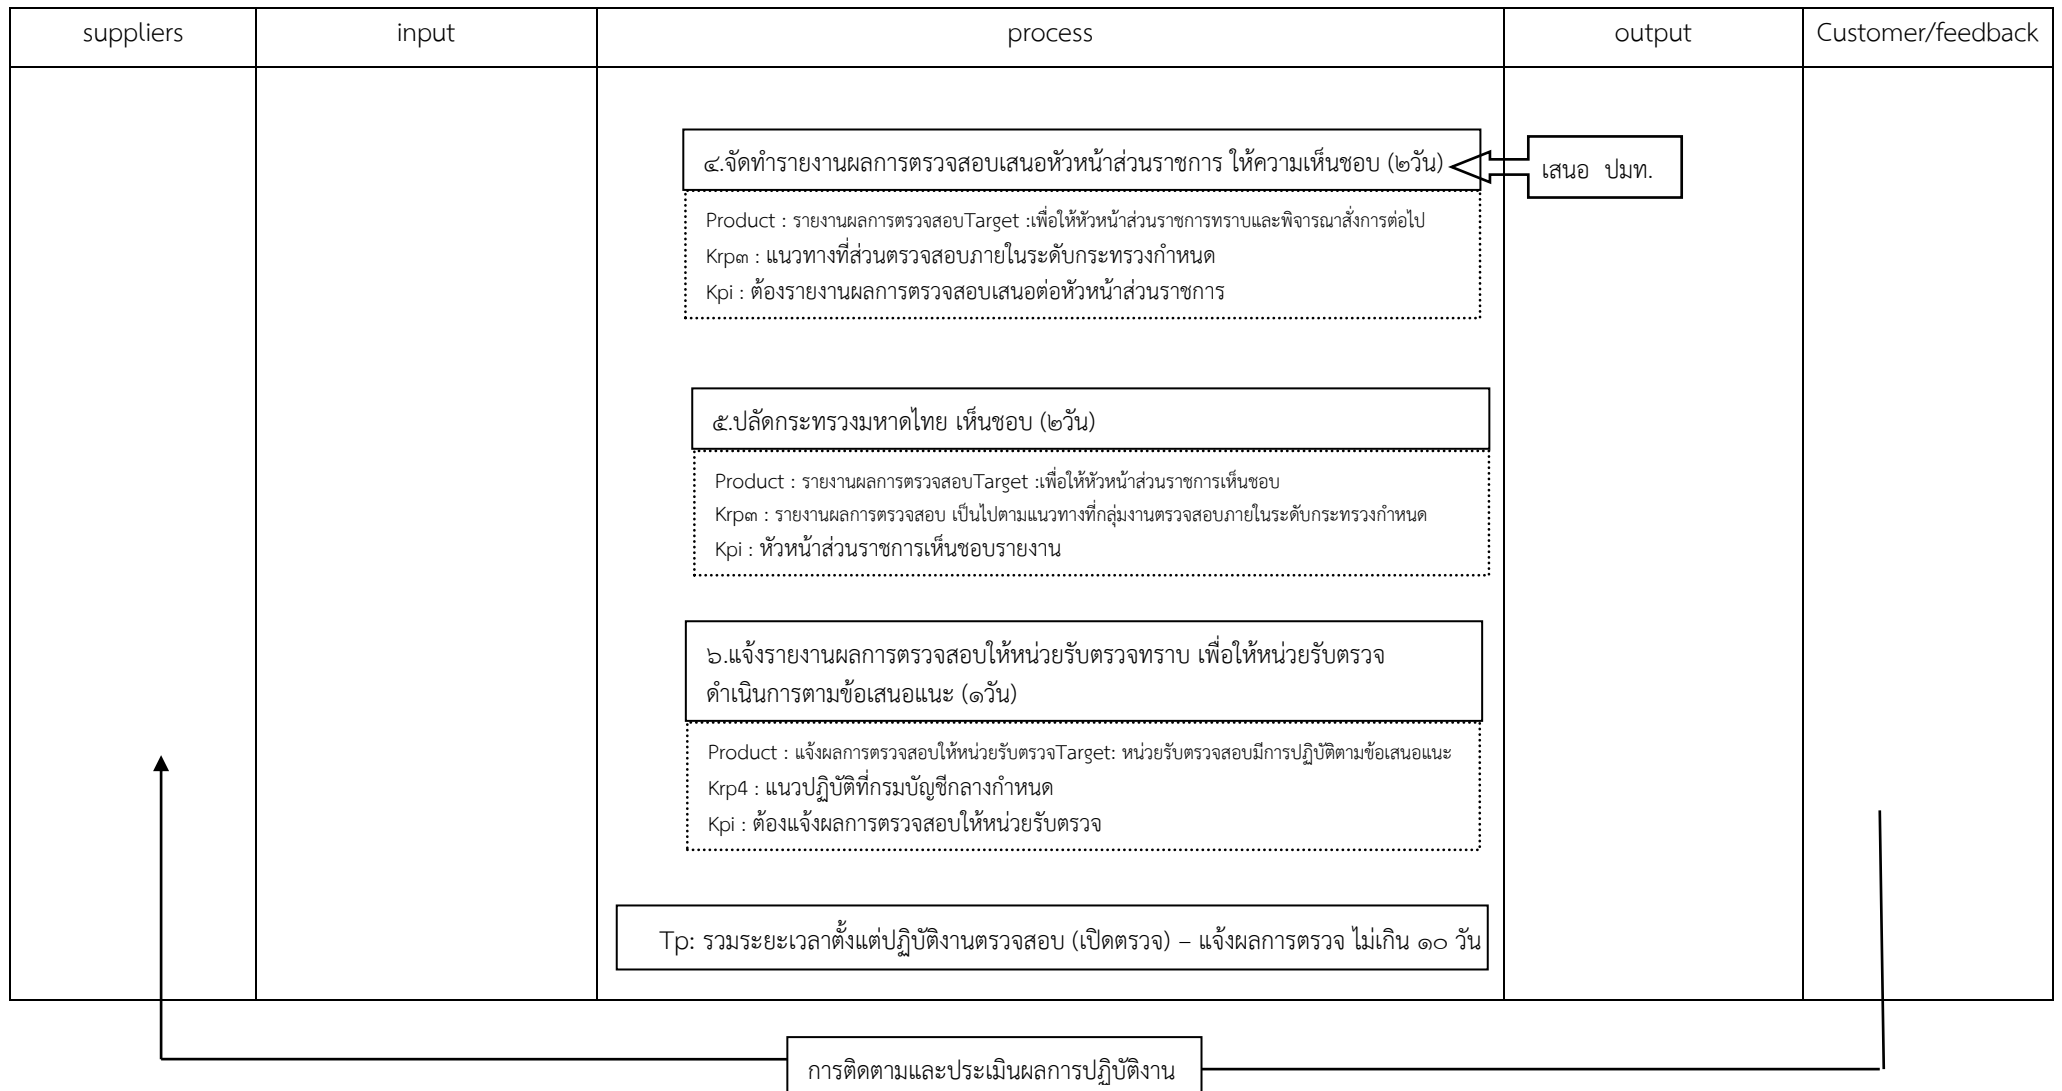 suppliers
input
process
output
Customer/feedback
๔.จัดทำรายงานผลการตรวจสอบเสนอหัวหน้าส่วนราชการ ให้ความเห็นชอบ (๒วัน)
เสนอ ปมท.
Product : รายงานผลการตรวจสอบTarget :เพื่อให้หัวหน้าส่วนราชการทราบและพิจารณาสั่งการต่อไป
Krp๓ : แนวทางที่ส่วนตรวจสอบภายในระดับกระทรวงกำหนด
Kpi : ต้องรายงานผลการตรวจสอบเสนอต่อหัวหน้าส่วนราชการ
๕.ปลัดกระทรวงมหาดไทย เห็นชอบ (๒วัน)
Product : รายงานผลการตรวจสอบTarget :เพื่อให้หัวหน้าส่วนราชการเห็นชอบ
Krp๓ : รายงานผลการตรวจสอบ เป็นไปตามแนวทางที่กลุ่มงานตรวจสอบภายในระดับกระทรวงกำหนด
Kpi : หัวหน้าส่วนราชการเห็นชอบรายงาน
๖.แจ้งรายงานผลการตรวจสอบให้หน่วยรับตรวจทราบ เพื่อให้หน่วยรับตรวจ
ดำเนินการตามข้อเสนอแนะ (๑วัน)
Product : แจ้งผลการตรวจสอบให้หน่วยรับตรวจTarget: หน่วยรับตรวจสอบมีการปฏิบัติตามข้อเสนอแนะ
Krp4 : แนวปฏิบัติที่กรมบัญชีกลางกำหนด
Kpi : ต้องแจ้งผลการตรวจสอบให้หน่วยรับตรวจ
Tp: รวมระยะเวลาตั้งแต่ปฏิบัติงานตรวจสอบ (เปิดตรวจ) – แจ้งผลการตรวจ ไม่เกิน ๑๐ วัน
การติดตามและประเมินผลการปฏิบัติงาน